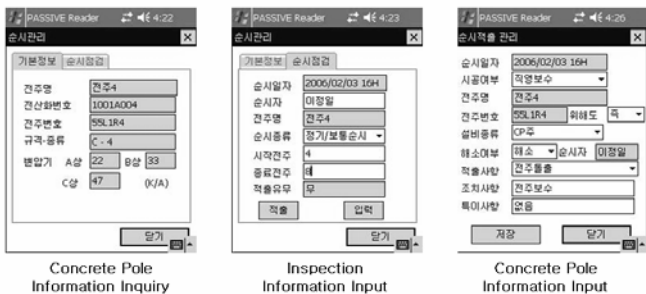 PASSIVE Reader 4:22
순시관리
기본정보 순시점검
전주명 전주4
전산화번호 1001A004
전주번호 55L1R4
규격-종류 C - 4
변압기 A상 22 B상 33
C상 47 (K/A)
닫기
Concrete Pole
Information Inquiry
PASSIVE Reader 4:23
순시관리
기본정보 순시점검
순시일자 2006/02/03 16H
순시자 이정일
전주명 전주4
순시종류 정기/보통순시
시작전주 4
종료전주 8
적출유무 무
적출 입력
닫기
Inspection
Information Input
PASSIVE Reader 4:26
순시적출 관리
순시일자 2006/02/03 16H
시공여부 직영보수
전주명 전주4
전주번호 55L1R4 위해도 즉
설비종류 CP주
해소여부 해소 순시자 이정일
적출사항 전주돌출
조치사항 전주보수
특이사항 없음
저장 닫기
Concrete Pole
Information Input